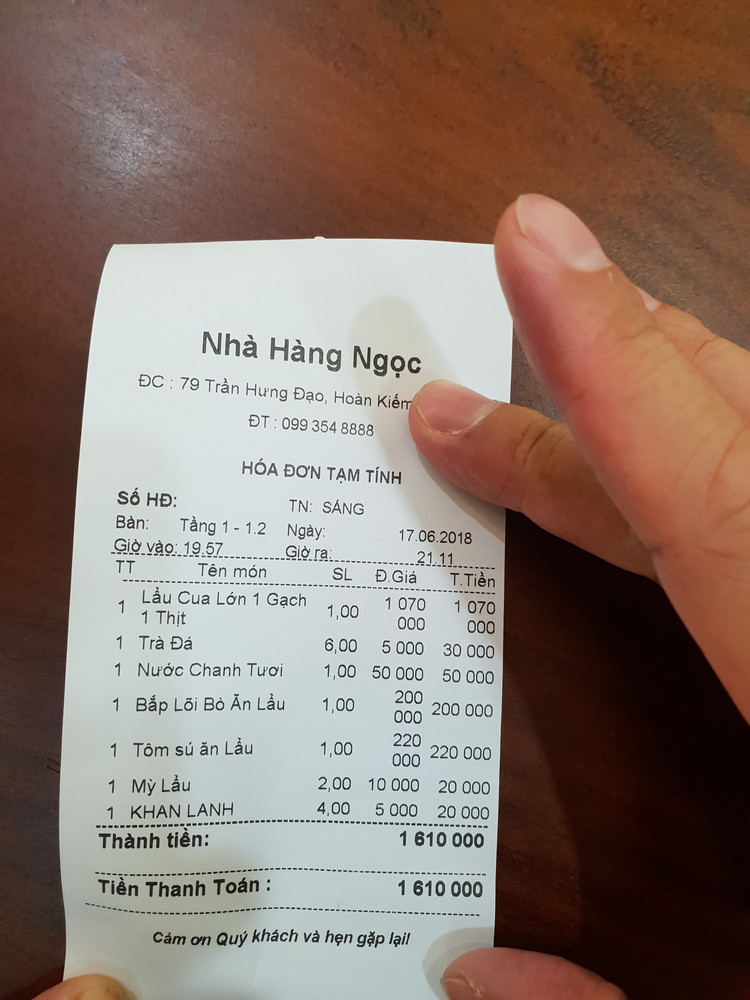 Nhà Hàng Ngọc
ĐC : 79 Trần Hưng Đạo, Hoàn Kiếm
ĐT : 099 354 8888
HÓA ĐƠN TẠM TÍNH
Số HĐ:
TN: SÁNG
Bàn: Tầng 1 - 1.2 Ngày: 17.06.2018
Giờ vào: 19.57 Giờ ra: 21.11
TT Tên món SL Đ.Giá T.Tiền
1 Lẩu Cua Lớn 1 Gạch 1,00 1 070 1 070
1 Thịt 000 000
1 Trà Đá 6,00 5 000 30 000
1 Nước Chanh Tươi 1,00 50 000 50 000
1 Bắp Lõi Bò Ăn Lẩu 1,00 200 200 000
000
1 Tôm sú ăn Lẩu 1,00 220 220 000
000
1 Mỳ Lẩu 2,00 10 000 20 000
1 KHAN LANH 4,00 5 000 20 000
Thành tiền: 1 610 000
Tiền Thanh Toán : 1 610 000
Cảm ơn Quý khách và hẹn gặp lại!